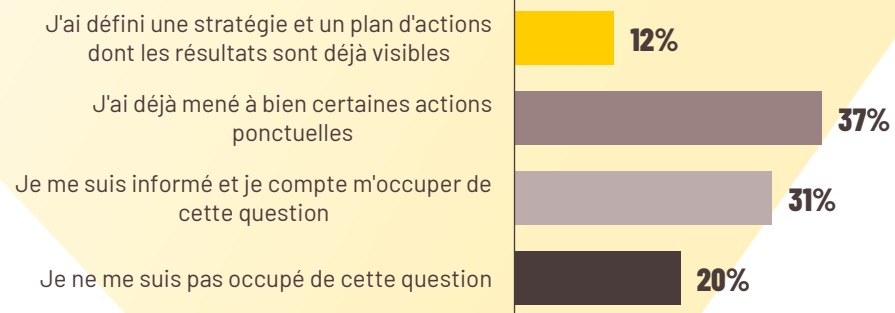 J'ai défini une stratégie et un plan d'actions
dont les résultats sont déjà visibles
12%
J'ai déjà mené à bien certaines actions
ponctuelles
37%
Je me suis informé et je compte m'occuper de
cette question
31%
Je ne me suis pas occupé de cette question
20%